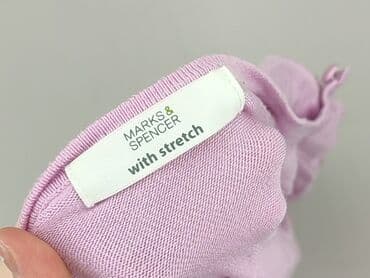 MARKS &
SPENCER
with stretch